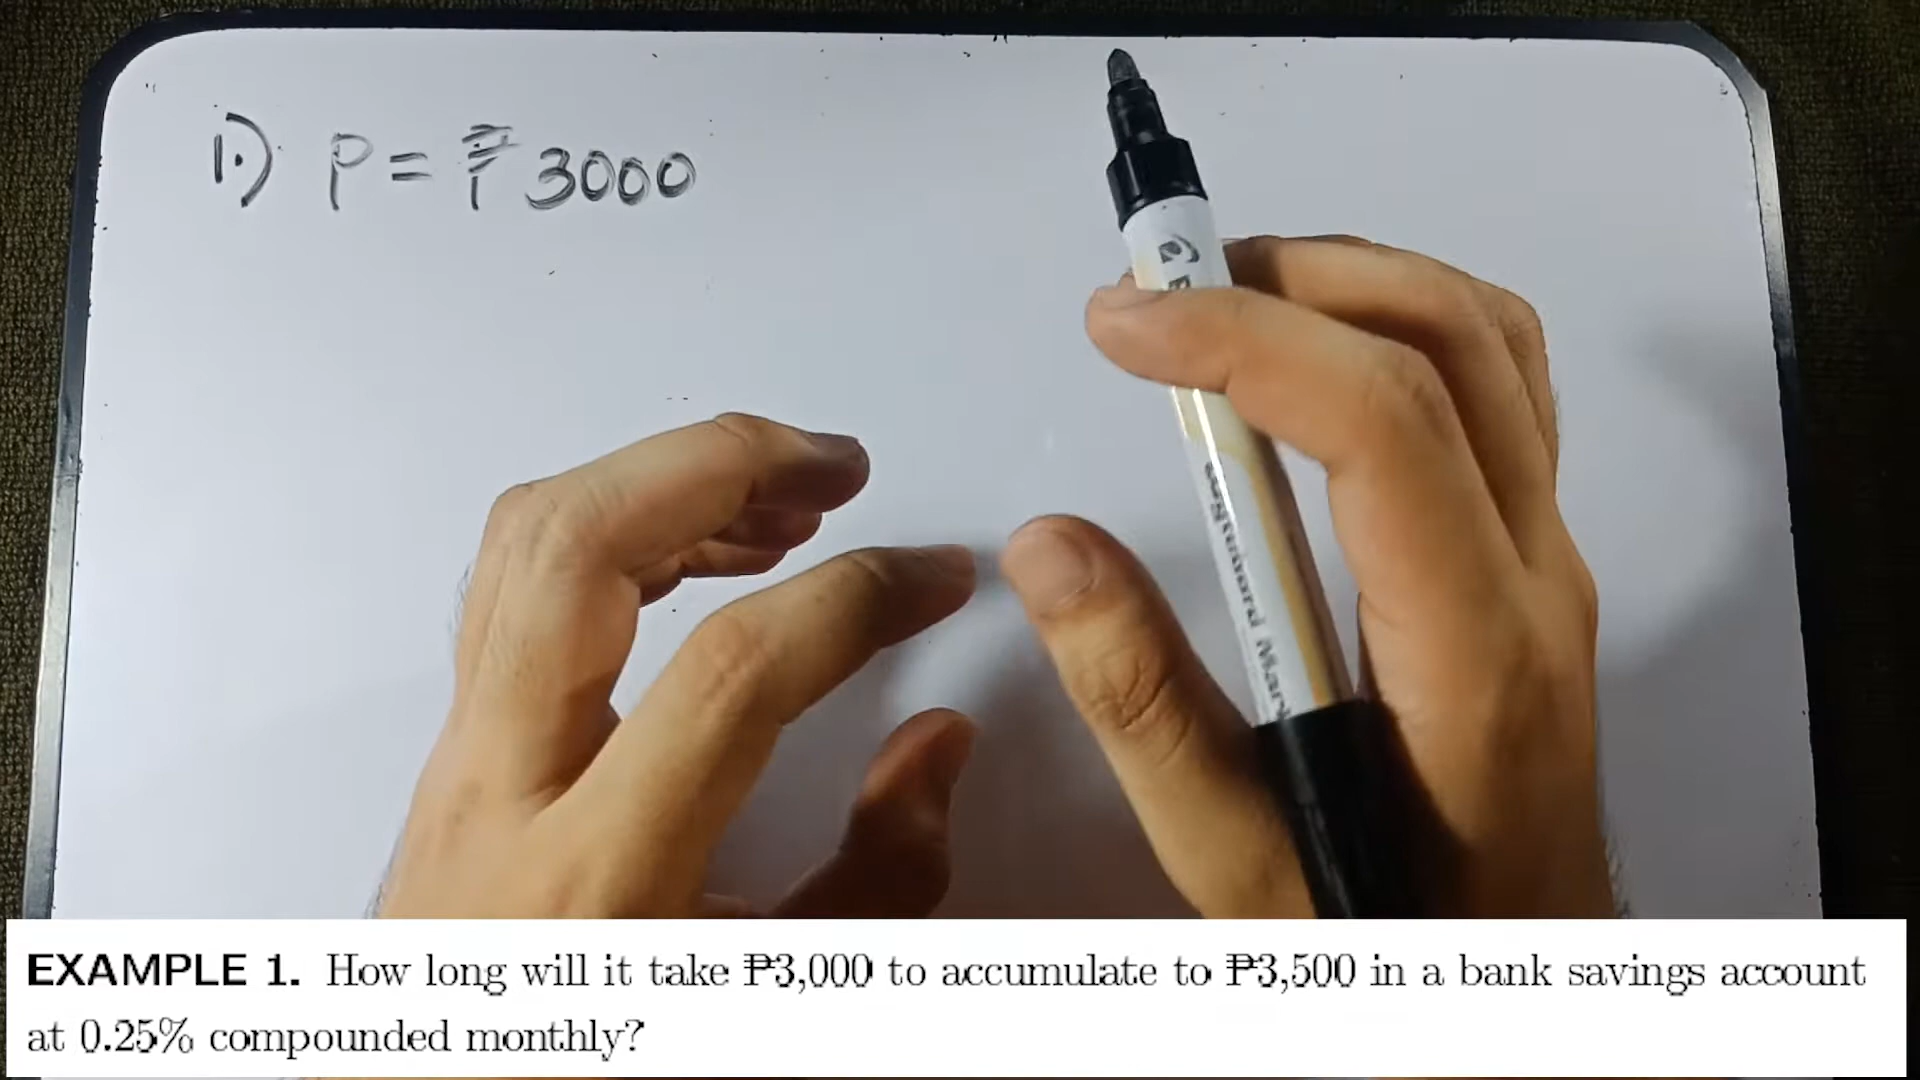 1.) P = ₱ 3000
EXAMPLE 1. How long will it take ₱3,000 to accumulate to ₱3,500 in a bank savings account
at 0.25% compounded monthly?